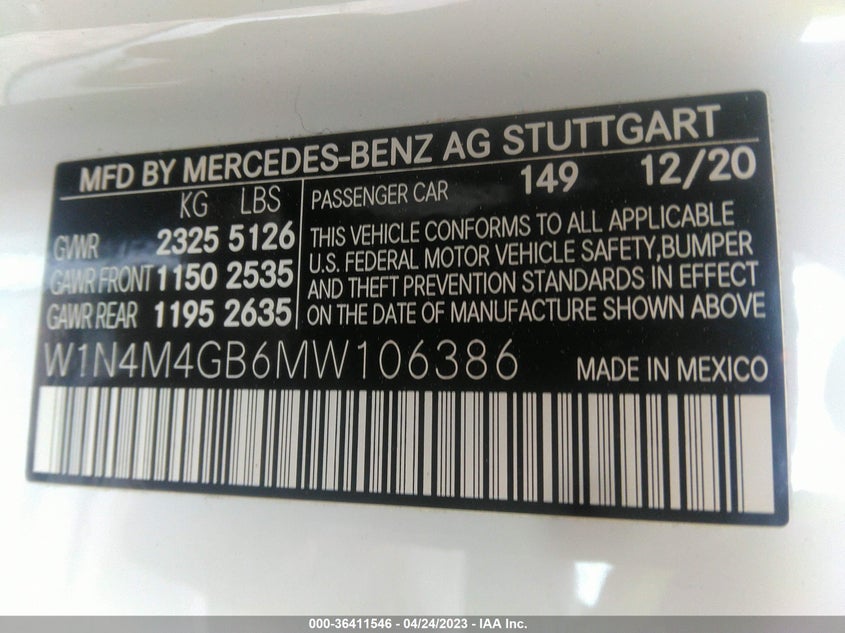 MFD BY MERCEDES-BENZ AG STUTTGART
KG LBS
GVWR 2325 5126
GAWR FRONT 1150 2535
GAWR REAR 1195 2635
PASSENGER CAR 149 12/20
THIS VEHICLE CONFORMS TO ALL APPLICABLE
U.S. FEDERAL MOTOR VEHICLE SAFETY,BUMPER
AND THEFT PREVENTION STANDARDS IN EFFECT
ON THE DATE OF MANUFACTURE SHOWN ABOVE
W1N4M4GB6MW106386 MADE IN MEXICO
000-36411546 - 04/24/2023 - IAA Inc.